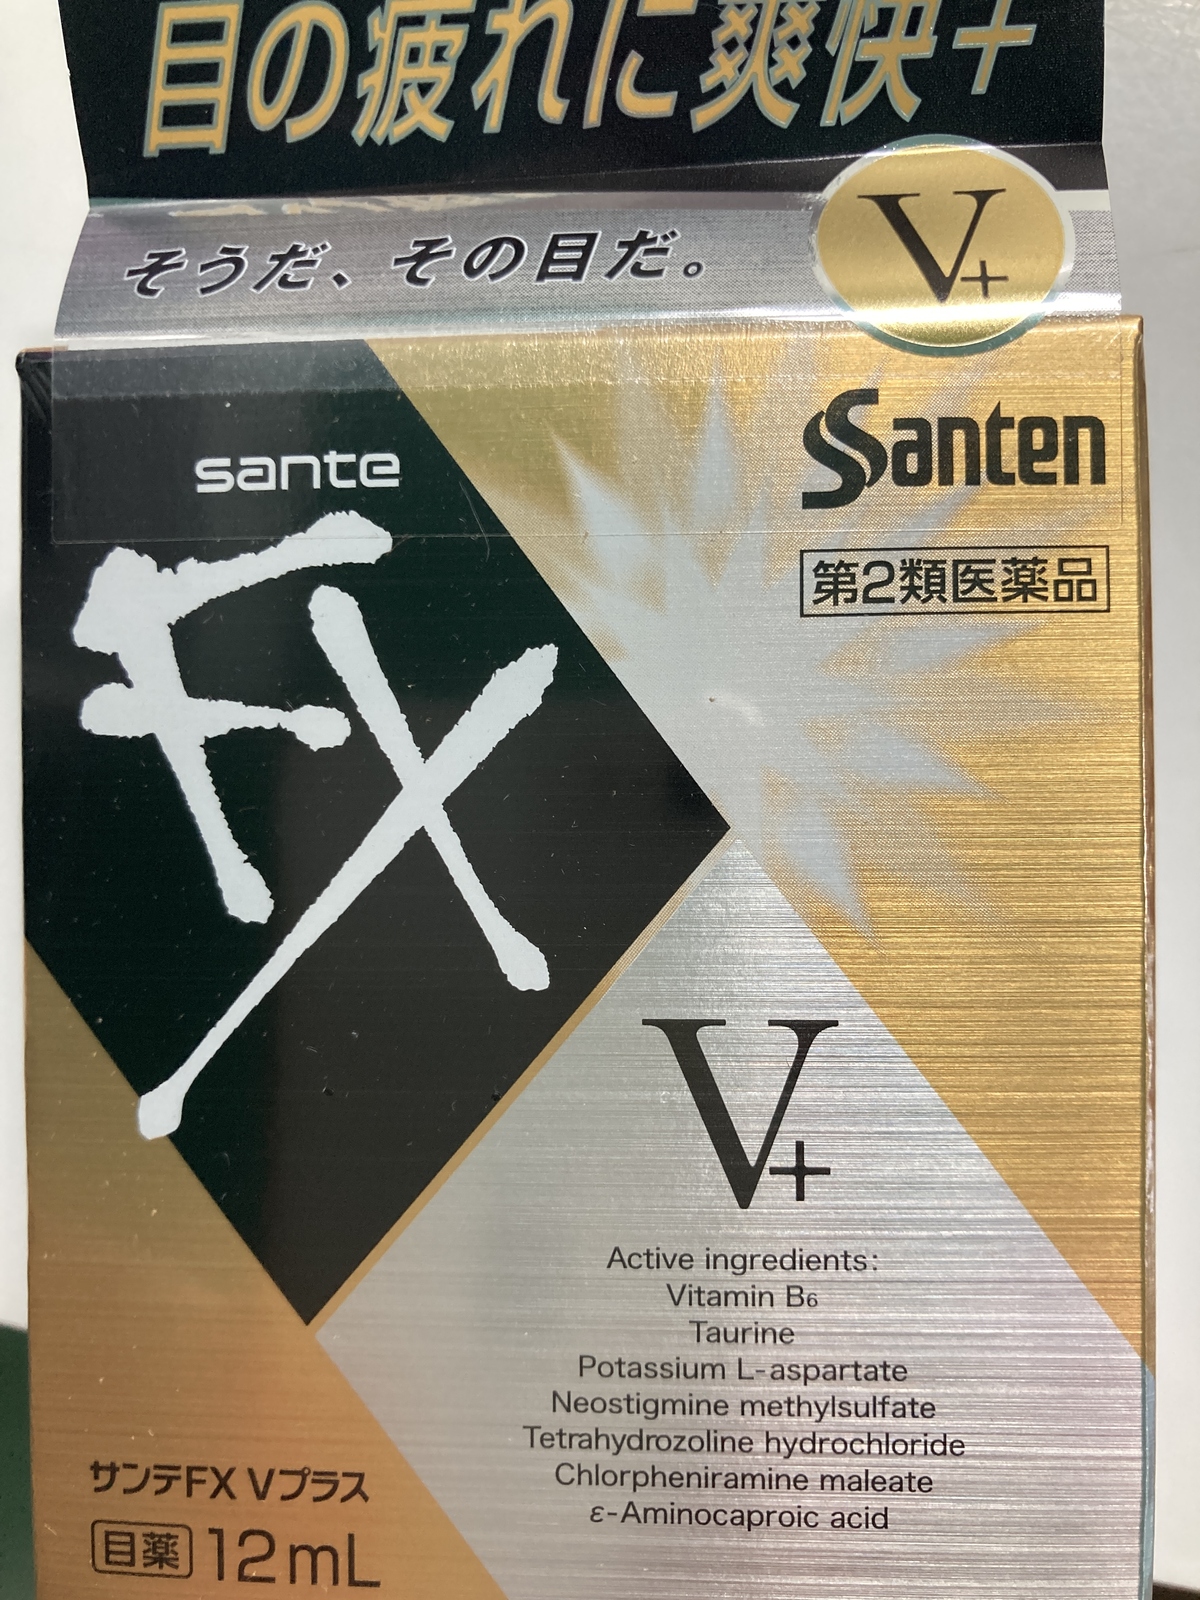 目の疲れに爽快+
そうだ、その目だ。
V+
Santen
sante
第2類医薬品
FX
V+
Active ingredients:
Vitamin B6
Taurine
Potassium L-aspartate
Neostigmine methylsulfate
Tetrahydrozoline hydrochloride
Chlorpheniramine maleate
ε-Aminocaproic acid
サンテFX Vプラス
目薬 12mL